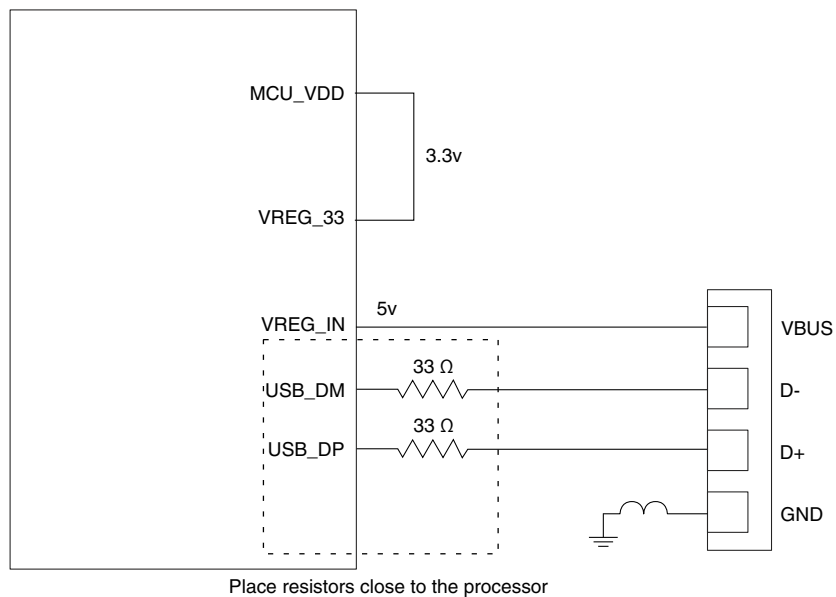 MCU_VDD
3.3v
VREG_33
5v
VREG_IN
VBUS
33 Ω
USB_DM
D-
33 Ω
USB_DP
D+
GND
Place resistors close to the processor